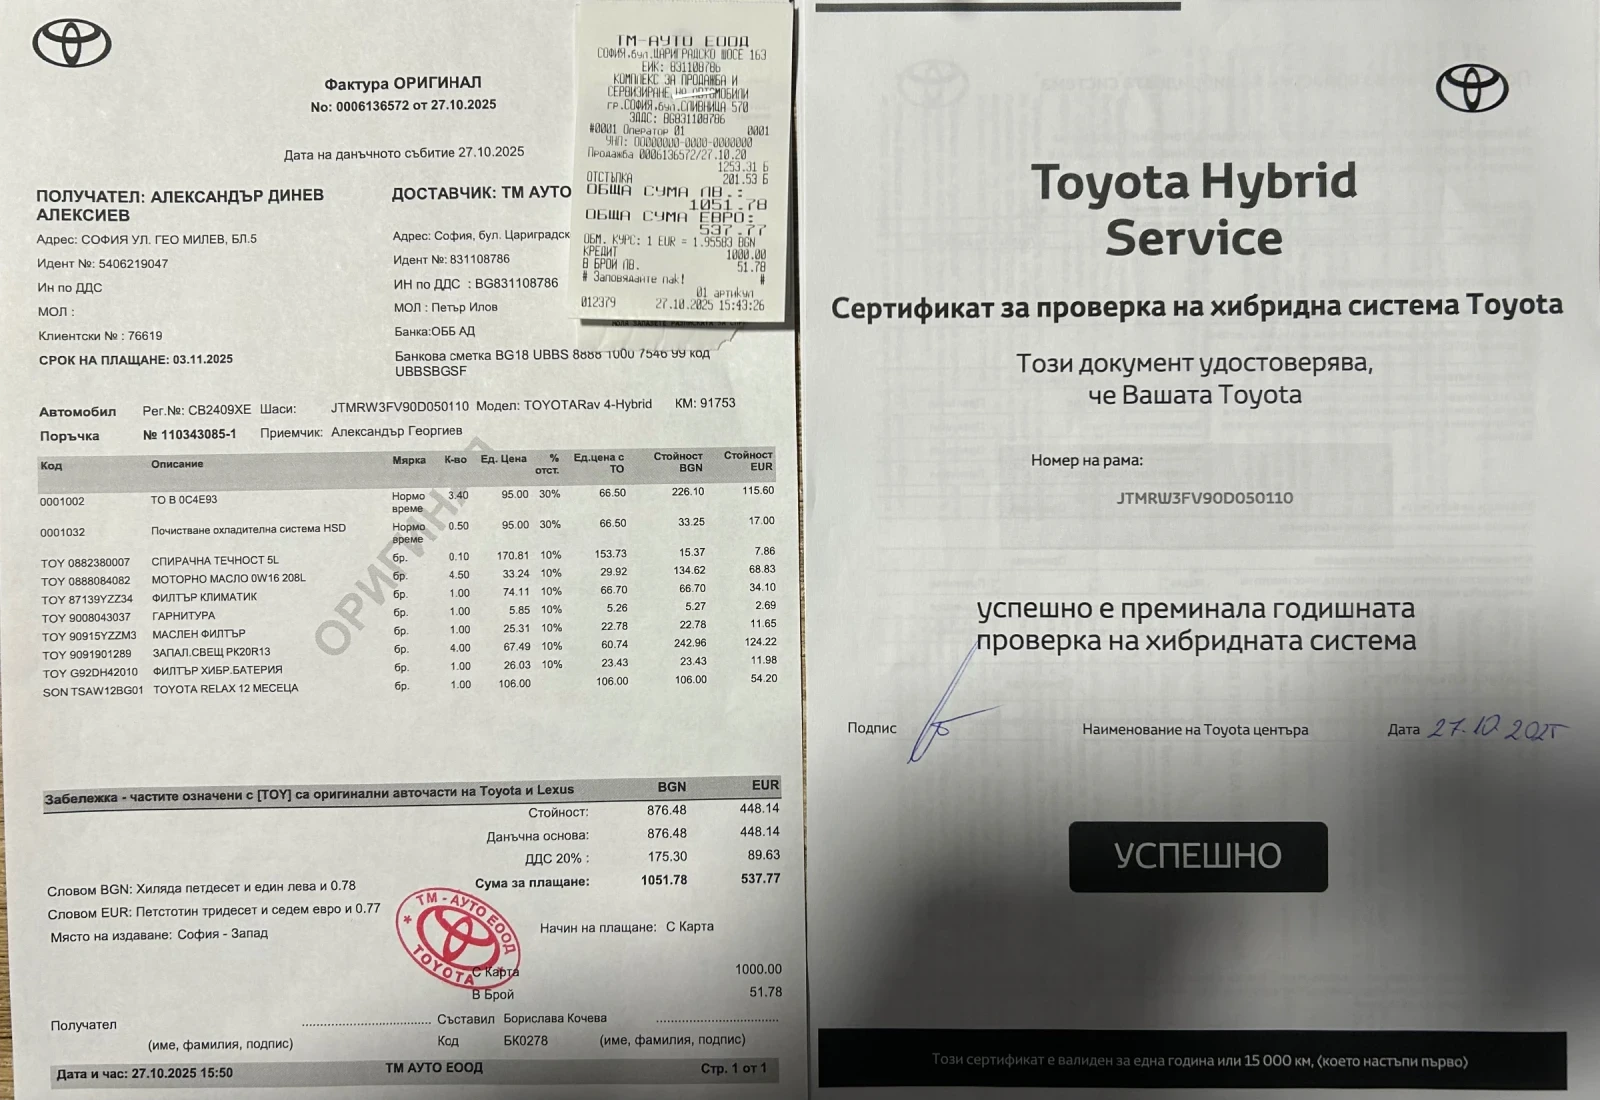 Фактура ОРИГИНАЛ
No: 0006136572 от 27.10.2025
Дата на данъчното събитие 27.10.2025
ПОЛУЧАТЕЛ: АЛЕКСАНДЪР ДИНЕВ
АЛЕКСИЕВ
Адрес: СОФИЯ УЛ. ГЕО МИЛЕВ, БЛ.5
Идент №: 5406219047
Ин по ДДС
МОЛ :
Клиентски № : 76619
СРОК НА ПЛАЩАНЕ: 03.11.2025
ДОСТАВЧИК: ТМ АУТО
Адрес: София, бул. Цариградск
Идент №: 831108786
ИН по ДДС : BG831108786
МОЛ : Петър Илов
Банка:ОББ АД
Банкова сметка BG18 UBBS 8888 1000 7546 99 код
UBBSBGSF
ТМ-АУТО ЕООД
СОФИЯ.бул.ЦАРИГРАДСКО ШОСЕ 163
ЕИК: 831108786
КОМПЛЕКС ЗА ПРОДАЖБА И
СЕРВИЗИРАНЕ НА АВТОМОБИЛИ
гр.СОФИЯ.бул.СЛИВНИЦА 570
ЗДДС: BG831108786
#0001 Оператор 01 0001
УНП: 00000000-0000-0000000
Продажба 0006136572/27.10.20
1253.31 Б
ОТСТЪПКА 201.53 Б
ОБЩА СУМА ЛВ.:
1051.78
ОБЩА СУМА ЕВРО:
537.77
ОБМ. КУРС: 1 EUR = 1.95583 BGN
КРЕДИТ 1000.00
В БРОЙ ЛВ. 51.78
# Заповядайте пак! #
01 артикул
012379 27.10.2025 15:43:26
Автомобил Рег.№: CB2409XE Шаси: JTMRW3FV90D050110 Модел: TOYOTARav 4-Hybrid КМ: 91753
Поръчка № 110343085-1 Приемчик: Александър Георгиев
Код Описание Мярка К-во Ед. Цена % отст. Ед.цена с ТО Стойност BGN Стойност EUR
0001002 ТО В 0C4E93 Нормо време 3.40 95.00 30% 66.50 226.10 115.60
0001032 Почистване охладителна система HSD Нормо време 0.50 95.00 30% 66.50 33.25 17.00
TOY 0882380007 СПИРАЧНА ТЕЧНОСТ 5L бр. 0.10 170.81 10% 153.73 15.37 7.86
TOY 0888084082 МОТОРНО МАСЛО 0W16 208L бр. 4.50 33.24 10% 29.92 134.62 68.83
TOY 87139YZZ34 ФИЛТЪР КЛИМАТИК бр. 1.00 74.11 10% 66.70 66.70 34.10
TOY 9008043037 ГАРНИТУРА бр. 1.00 5.85 10% 5.26 5.27 2.69
TOY 90915YZZM3 МАСЛЕН ФИЛТЪР бр. 1.00 25.31 10% 22.78 22.78 11.65
TOY 9091901289 ЗАПАЛ.СВЕЩ PK20R13 бр. 4.00 67.49 10% 60.74 242.96 124.22
TOY G92DH42010 ФИЛТЪР ХИБР.БАТЕРИЯ бр. 1.00 26.03 10% 23.43 23.43 11.98
SON TSAW12BG01 TOYOTA RELAX 12 МЕСЕЦА бр. 1.00 106.00 106.00 106.00 54.20
ОРИГИНАЛ
Забележка - частите означени с [TOY] са оригинални авточасти на Toyota и Lexus BGN EUR
Стойност: 876.48 448.14
Данъчна основа: 876.48 448.14
ДДС 20% : 175.30 89.63
Сума за плащане: 1051.78 537.77
Словом BGN: Хиляда петдесет и един лева и 0.78
Словом EUR: Петстотин тридесет и седем евро и 0.77
Място на издаване: София - Запад
Начин на плащане: С Карта
ТМ - АУТО ЕООД
TOYOTA
С Карта 1000.00
В Брой 51.78
Получател Съставил Борислава Кочева
(име, фамилия, подпис) Код БК0278 (име, фамилия, подпис)
Дата и час: 27.10.2025 15:50 ТМ АУТО ЕООД Стр. 1 от 1
Toyota Hybrid
Service
Сертификат за проверка на хибридна система Toyota
Този документ удостоверява,
че Вашата Toyota
Номер на рама:
JTMRW3FV90D050110
успешно е преминала годишната
проверка на хибридната система
Подпис Наименование на Toyota центъра Дата 27.10.2025
УСПЕШНО
Този сертификат е валиден за една година или 15 000 км, (което настъпи първо)